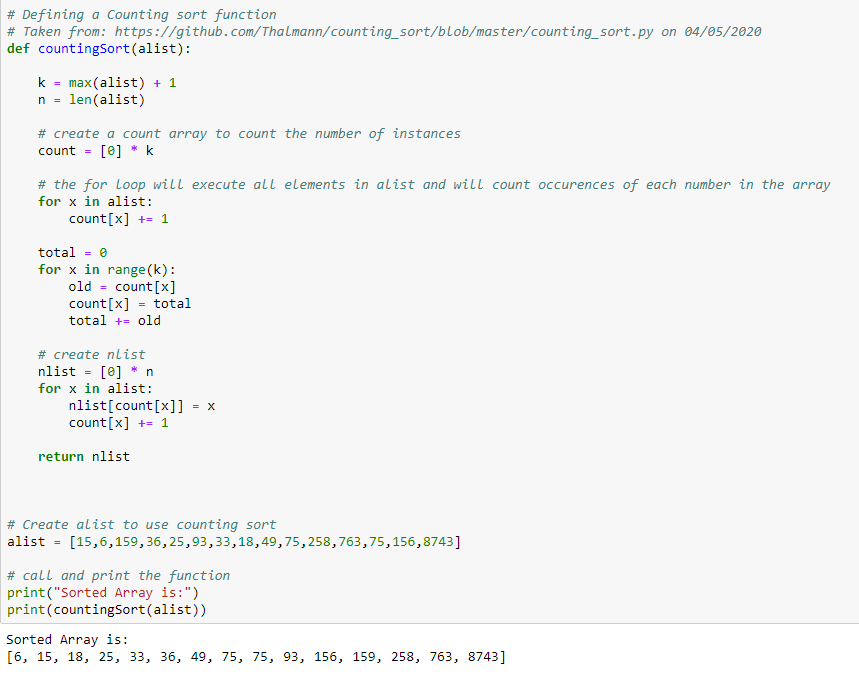 # Defining a Counting sort function
# Taken from: https://github.com/Thalmann/counting_sort/blob/master/counting_sort.py on 04/05/2020
def countingSort(alist):
    k = max(alist) + 1
    n = len(alist)
    # create a count array to count the number of instances
    count = [0] * k
    # the for loop will execute all elements in alist and will count occurences of each number in the array
    for x in alist:
        count[x] += 1
    total = 0
    for x in range(k):
        old = count[x]
        count[x] = total
        total += old
    # create nlist
    nlist = [0] * n
    for x in alist:
        nlist[count[x]] = x
        count[x] += 1
    return nlist
# Create alist to use counting sort
alist = [15,6,159,36,25,93,33,18,49,75,258,763,75,156,8743]
# call and print the function
print("Sorted Array is:")
print(countingSort(alist))
Sorted Array is:
[6, 15, 18, 25, 33, 36, 49, 75, 75, 93, 156, 159, 258, 763, 8743]